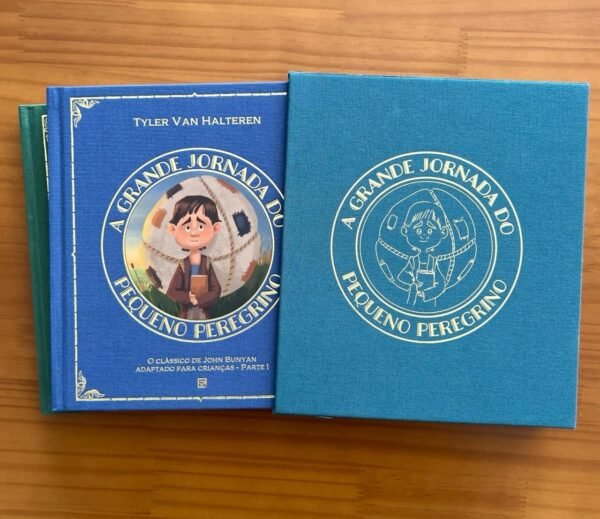 TYLER VAN HALTEREN
A GRANDE JORNADA DO
PEQUENO PEREGRINO
O CLÁSSICO DE JOHN BUNYAN
ADAPTADO PARA CRIANÇAS - PARTE I
A GRANDE JORNADA DO
PEQUENO PEREGRINO